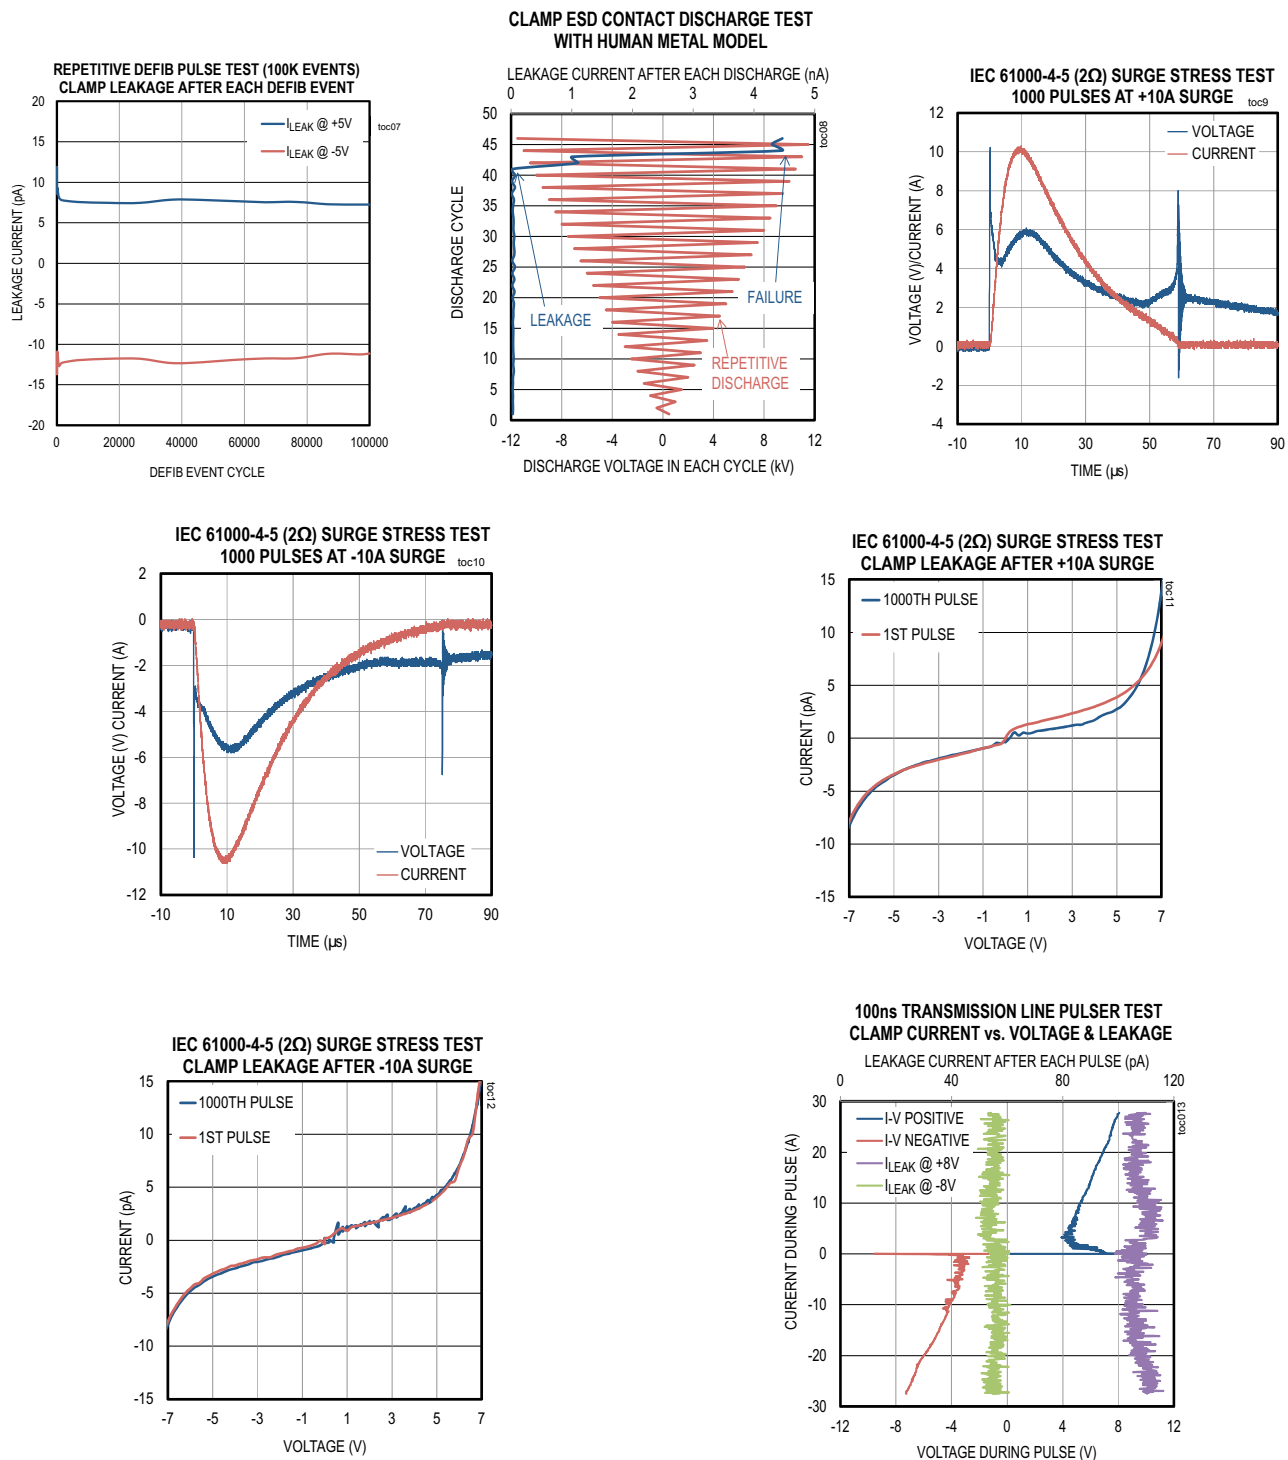 REPETITIVE DEFIB PULSE TEST (100K EVENTS)
CLAMP LEAKAGE AFTER EACH DEFIB EVENT
toc07
I LEAK @ +5V
I LEAK @ -5V
LEAKAGE CURRENT (pA)
20
15
10
5
0
-5
-10
-15
-20
0 20000 40000 60000 80000 100000
DEFIB EVENT CYCLE
CLAMP ESD CONTACT DISCHARGE TEST
WITH HUMAN METAL MODEL
LEAKAGE CURRENT AFTER EACH DISCHARGE (nA)
0 1 2 3 4 5
toc08
DISCHARGE CYCLE
50
45
40
35
30
25
20
15
10
5
0
LEAKAGE
FAILURE
REPETITIVE
DISCHARGE
-12 -8 -4 0 4 8 12
DISCHARGE VOLTAGE IN EACH CYCLE (kV)
IEC 61000-4-5 (2Ω) SURGE STRESS TEST
1000 PULSES AT +10A SURGE
toc9
VOLTAGE
CURRENT
VOLTAGE (V)/CURRENT (A)
12
10
8
6
4
2
0
-2
-4
-10 10 30 50 70 90
TIME (µs)
IEC 61000-4-5 (2Ω) SURGE STRESS TEST
1000 PULSES AT -10A SURGE
toc10
VOLTAGE (V) CURRENT (A)
2
0
-2
-4
-6
-8
-10
-12
VOLTAGE
CURRENT
-10 10 30 50 70 90
TIME (µs)
IEC 61000-4-5 (2Ω) SURGE STRESS TEST
CLAMP LEAKAGE AFTER +10A SURGE
toc11
1000TH PULSE
1ST PULSE
CURRENT (pA)
15
10
5
0
-5
-10
-15
-7 -5 -3 -1 1 3 5 7
VOLTAGE (V)
IEC 61000-4-5 (2Ω) SURGE STRESS TEST
CLAMP LEAKAGE AFTER -10A SURGE
toc12
1000TH PULSE
1ST PULSE
CURRENT (pA)
15
10
5
0
-5
-10
-15
-7 -5 -3 -1 1 3 5 7
VOLTAGE (V)
100ns TRANSMISSION LINE PULSER TEST
CLAMP CURRENT vs. VOLTAGE & LEAKAGE
LEAKAGE CURRENT AFTER EACH PULSE (pA)
0 40 80 120
toc013
I-V POSITIVE
I-V NEGATIVE
I LEAK @ +8V
I LEAK @ -8V
CURERNT DURING PULSE (A)
30
20
10
0
-10
-20
-30
-12 -8 -4 0 4 8 12
VOLTAGE DURING PULSE (V)